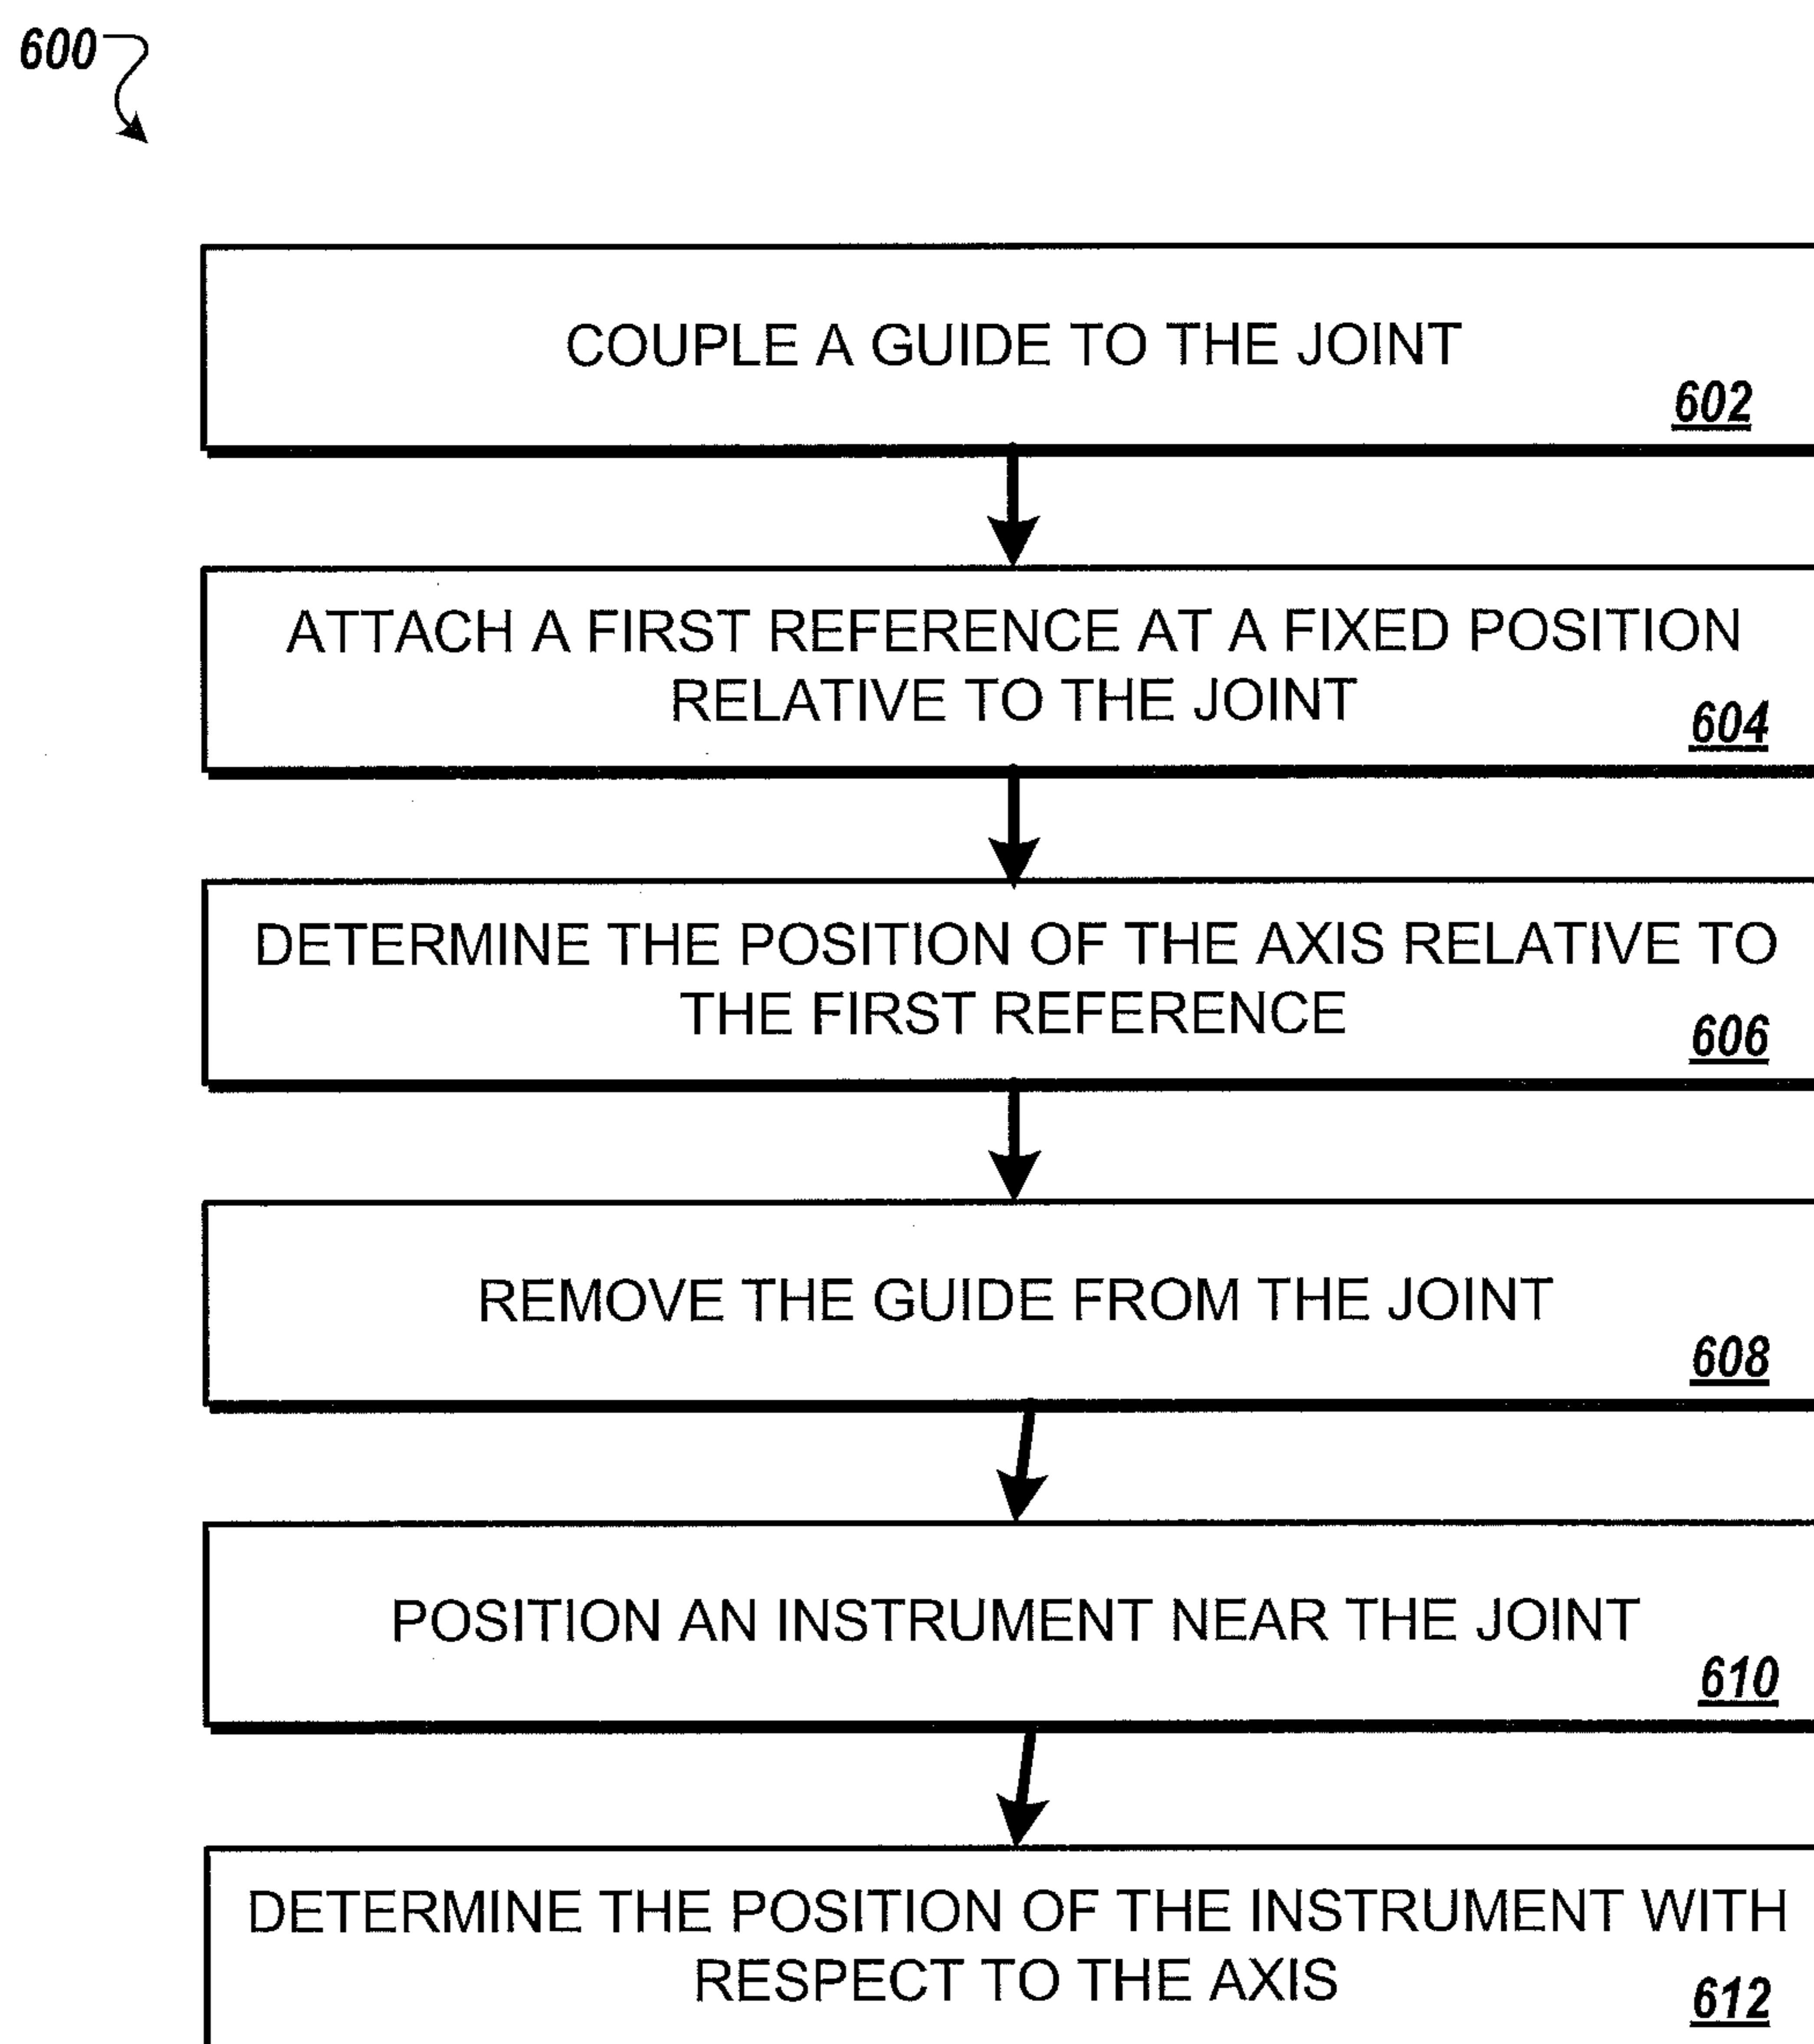 600
COUPLE A GUIDE TO THE JOINT
602
ATTACH A FIRST REFERENCE AT A FIXED POSITION
RELATIVE TO THE JOINT
604
DETERMINE THE POSITION OF THE AXIS RELATIVE TO
THE FIRST REFERENCE
606
REMOVE THE GUIDE FROM THE JOINT
608
POSITION AN INSTRUMENT NEAR THE JOINT
610
DETERMINE THE POSITION OF THE INSTRUMENT WITH
RESPECT TO THE AXIS
612